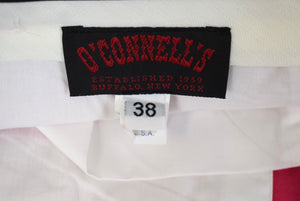 O'CONNELL'S
ESTABLISHED 1959
BUFFALO, NEW YORK
38
U.S.A.